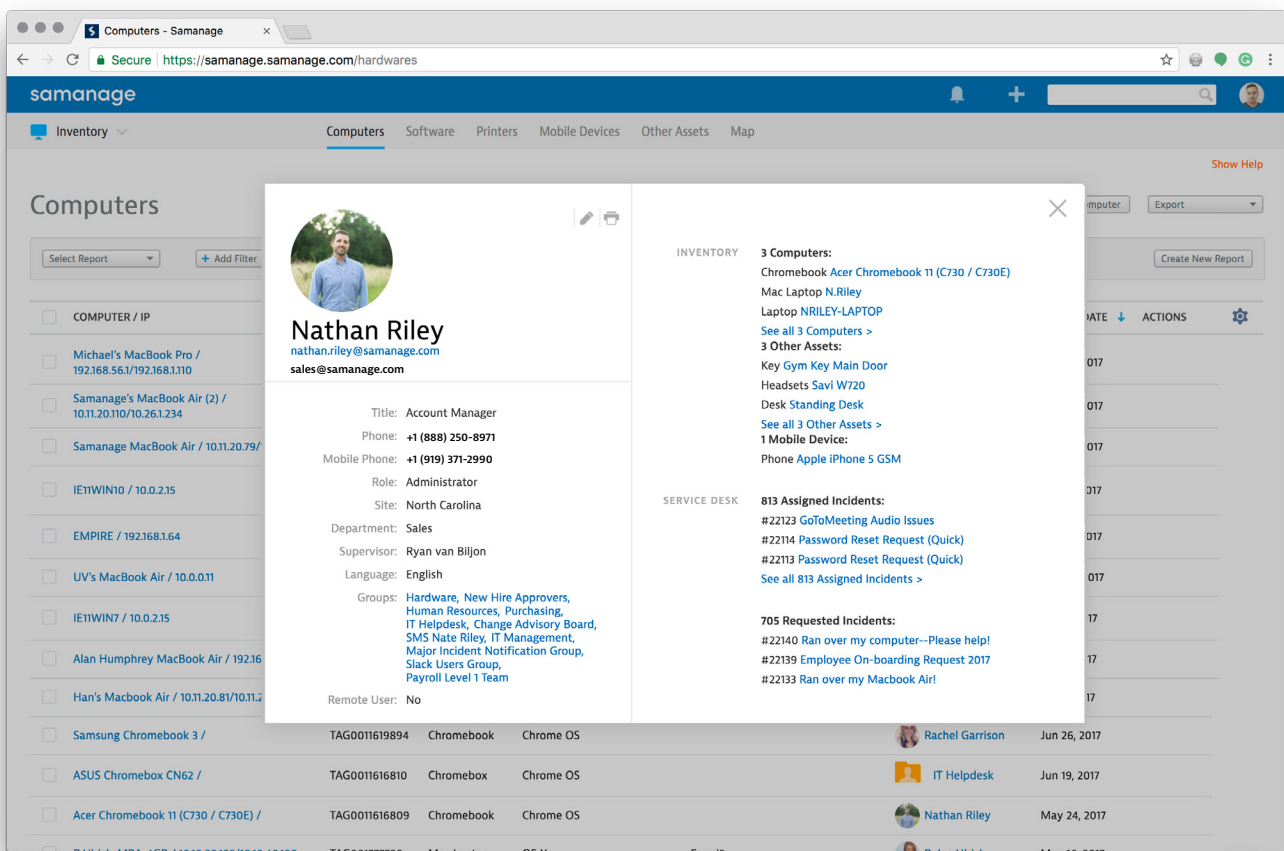 Computers - Samanage
Secure https://samanage.samanage.com/hardwares
samanage
Inventory
Computers Software Printers Mobile Devices Other Assets Map
Show Help
Computers
mputer
Export
Select Report
+ Add Filter
Create New Report
COMPUTER / IP
ATE ↓ ACTIONS
Michael's MacBook Pro /
192.168.56.1/192.168.1.110
017
Samanage's MacBook Air (2) /
10.11.20.110/10.26.1.234
017
Samanage MacBook Air / 10.11.20.79/
017
IE11WIN10 / 10.0.2.15
017
EMPIRE / 192.168.1.64
017
UV's MacBook Air / 10.0.0.11
017
IE11WIN7 / 10.0.2.15
17
Alan Humphrey MacBook Air / 192.16
17
Han's Macbook Air / 10.11.20.81/10.11.2
17
Nathan Riley
nathan.riley@samanage.com
sales@samanage.com
Title: Account Manager
Phone: +1 (888) 250-8971
Mobile Phone: +1 (919) 371-2990
Role: Administrator
Site: North Carolina
Department: Sales
Supervisor: Ryan van Biljon
Language: English
Groups: Hardware, New Hire Approvers,
Human Resources, Purchasing,
IT Helpdesk, Change Advisory Board,
SMS Nate Riley, IT Management,
Major Incident Notification Group,
Slack Users Group,
Payroll Level 1 Team
Remote User: No
INVENTORY 3 Computers:
Chromebook Acer Chromebook 11 (C730 / C730E)
Mac Laptop N.Riley
Laptop NRILEY-LAPTOP
See all 3 Computers >
3 Other Assets:
Key Gym Key Main Door
Headsets Savi W720
Desk Standing Desk
See all 3 Other Assets >
1 Mobile Device:
Phone Apple iPhone 5 GSM
SERVICE DESK 813 Assigned Incidents:
#22123 GoToMeeting Audio Issues
#22114 Password Reset Request (Quick)
#22113 Password Reset Request (Quick)
See all 813 Assigned Incidents >
705 Requested Incidents:
#22140 Ran over my computer--Please help!
#22139 Employee On-boarding Request 2017
#22133 Ran over my Macbook Air!
Samsung Chromebook 3 / TAG0011619894 Chromebook Chrome OS Rachel Garrison Jun 26, 2017
ASUS Chromebox CN62 / TAG0011616810 Chromebox Chrome OS IT Helpdesk Jun 19, 2017
Acer Chromebook 11 (C730 / C730E) / TAG0011616809 Chromebook Chrome OS Nathan Riley May 24, 2017